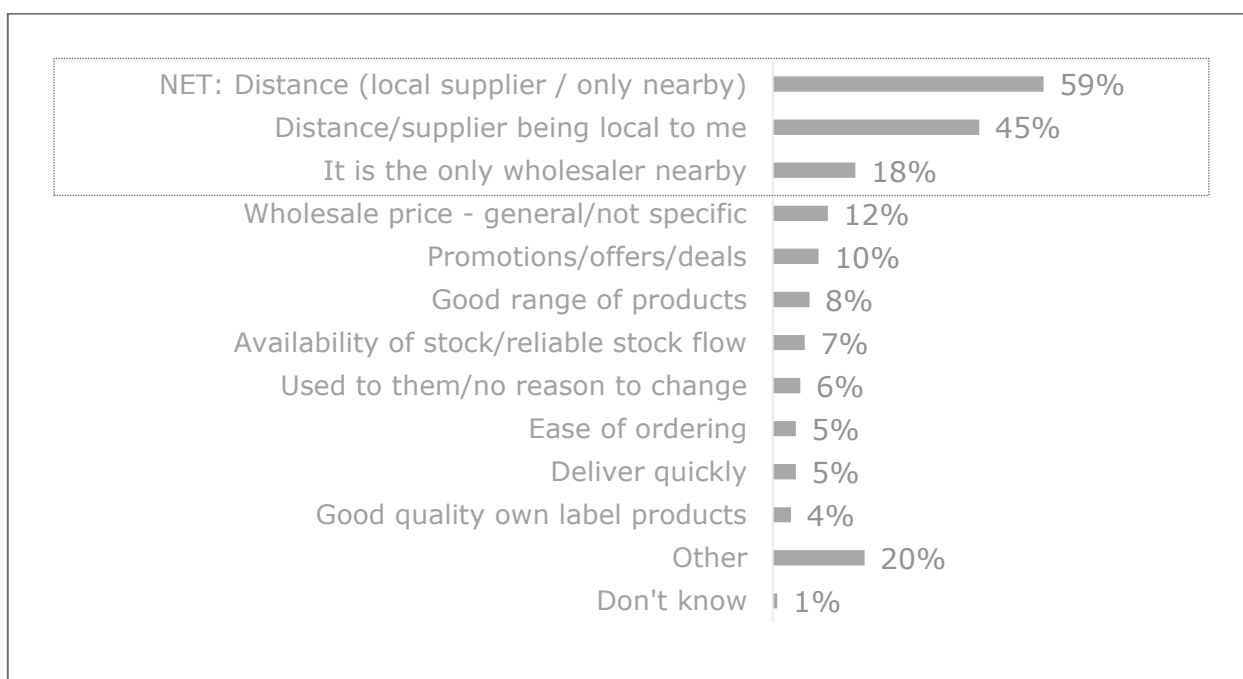 NET: Distance (local supplier / only nearby) 59%
Distance/supplier being local to me 45%
It is the only wholesaler nearby 18%
Wholesale price - general/not specific 12%
Promotions/offers/deals 10%
Good range of products 8%
Availability of stock/reliable stock flow 7%
Used to them/no reason to change 6%
Ease of ordering 5%
Deliver quickly 5%
Good quality own label products 4%
Other 20%
Don't know 1%